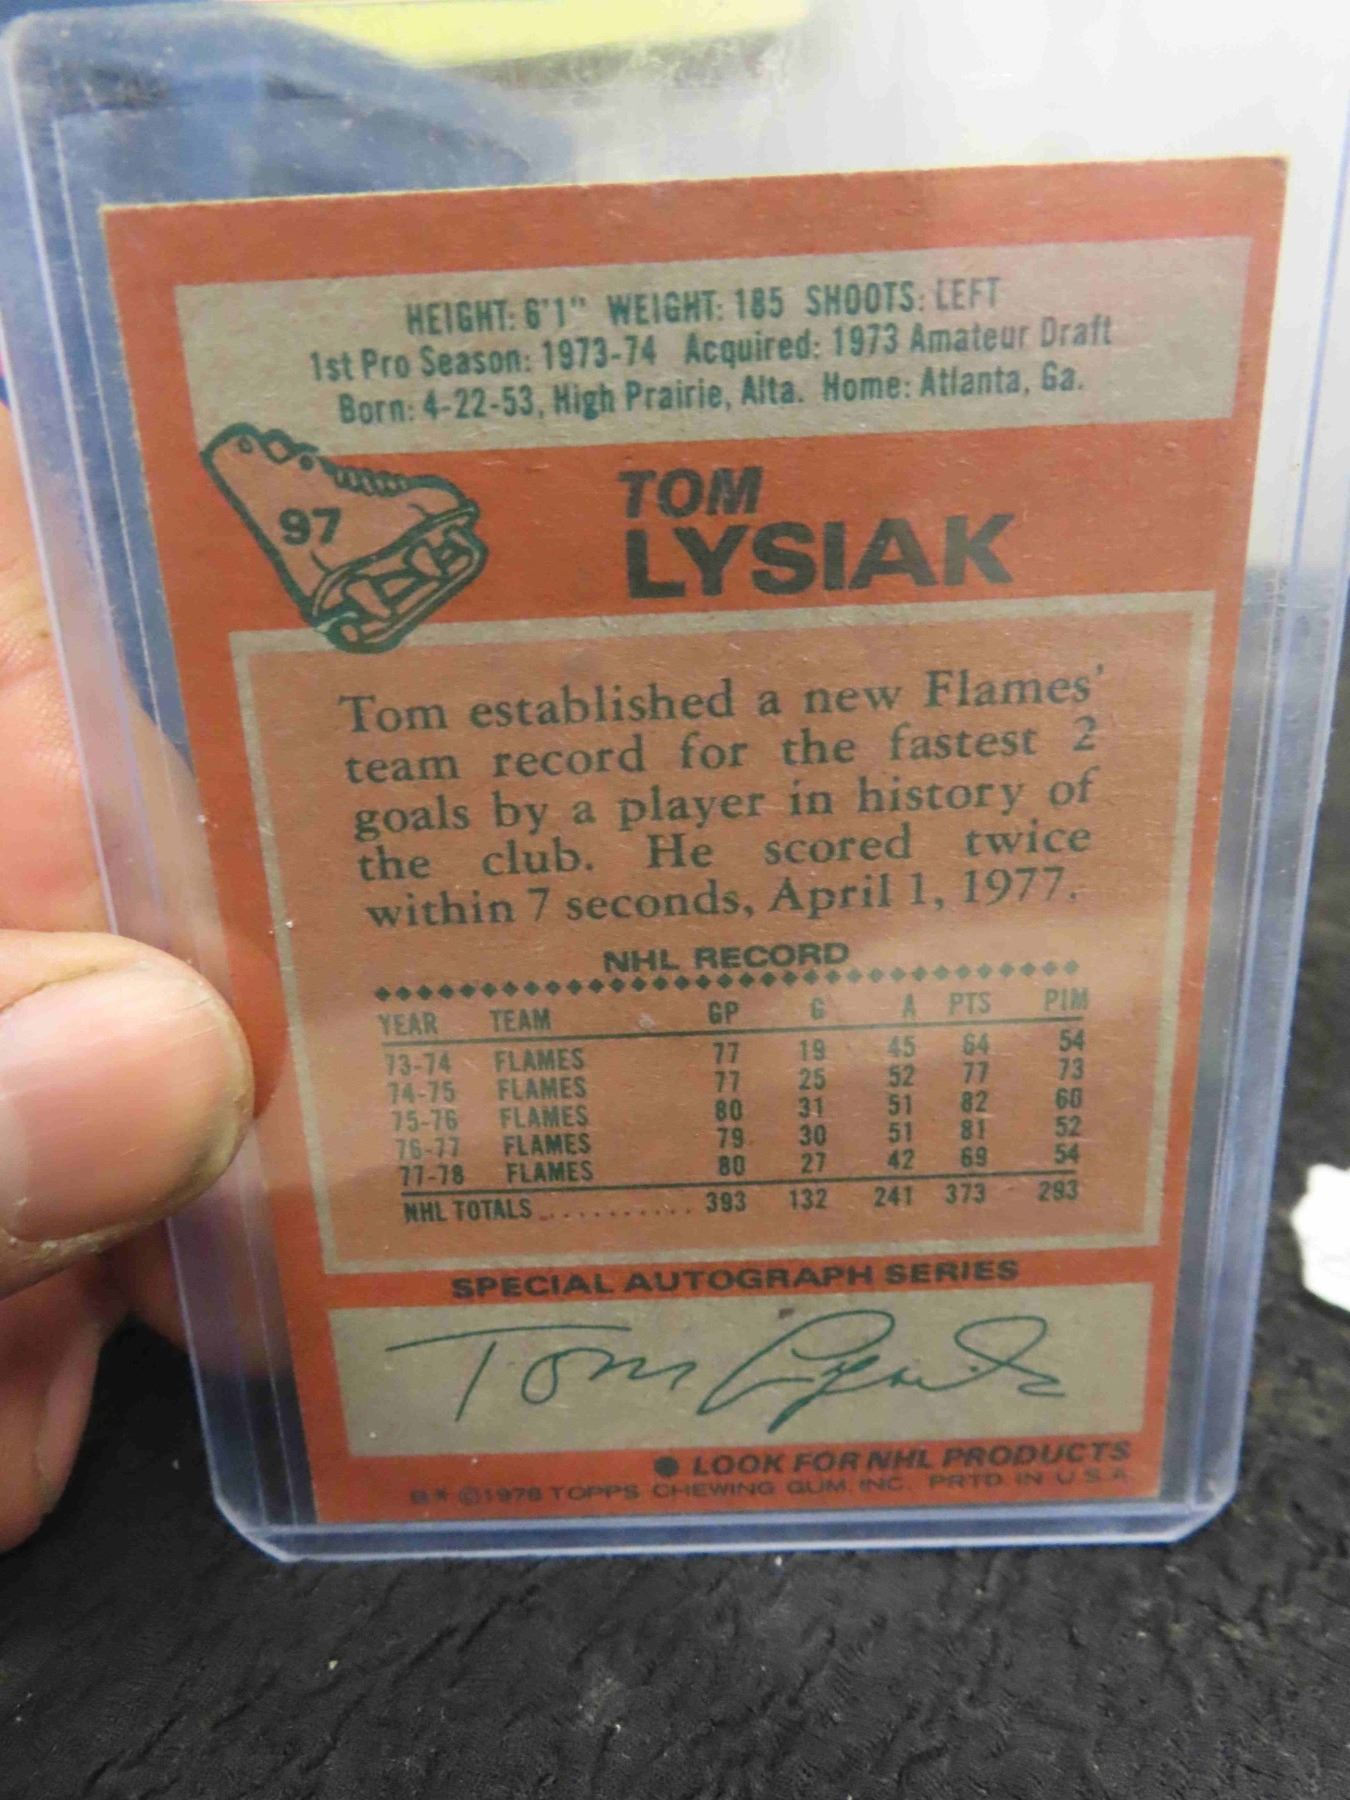 HEIGHT: 6'1" WEIGHT: 185 SHOOTS: LEFT
1st Pro Season: 1973-74 Acquired: 1973 Amateur Draft
Born: 4-22-53, High Prairie, Alta. Home: Atlanta, Ga.
97
TOM
LYSIAK
Tom established a new Flames'
team record for the fastest 2
goals by a player in history of
the club. He scored twice
within 7 seconds, April 1, 1977.
NHL RECORD
YEAR TEAM GP G A PTS PIM
73-74 FLAMES 77 19 45 64 54
74-75 FLAMES 77 25 52 77 73
75-76 FLAMES 80 31 51 82 60
76-77 FLAMES 79 30 51 81 52
77-78 FLAMES 80 27 42 69 54
NHL TOTALS........... 393 132 241 373 293
SPECIAL AUTOGRAPH SERIES
Tom Lysiak
● LOOK FOR NHL PRODUCTS
B* ©1978 TOPPS CHEWING GUM, INC. PRTD. IN U.S.A.